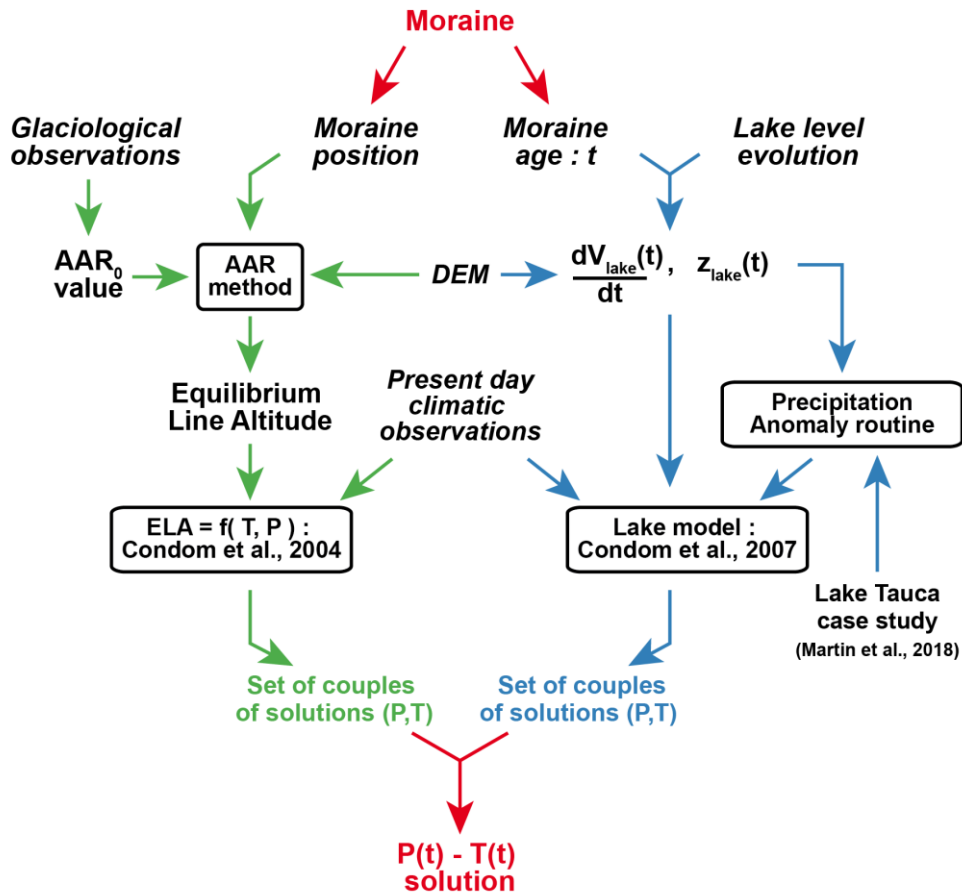 Moraine
Glaciological
observations
Moraine
position
Moraine
age : t
Lake level
evolution
AAR₀
value
AAR
method
DEM
dV_lake(t)
dt
, z_lake(t)
Equilibrium
Line Altitude
Present day
climatic
observations
Precipitation
Anomaly routine
ELA = f( T, P ) :
Condom et al., 2004
Lake model :
Condom et al., 2007
Lake Tauca
case study
(Martin et al., 2018)
Set of couples
of solutions (P,T)
Set of couples
of solutions (P,T)
P(t) - T(t)
solution